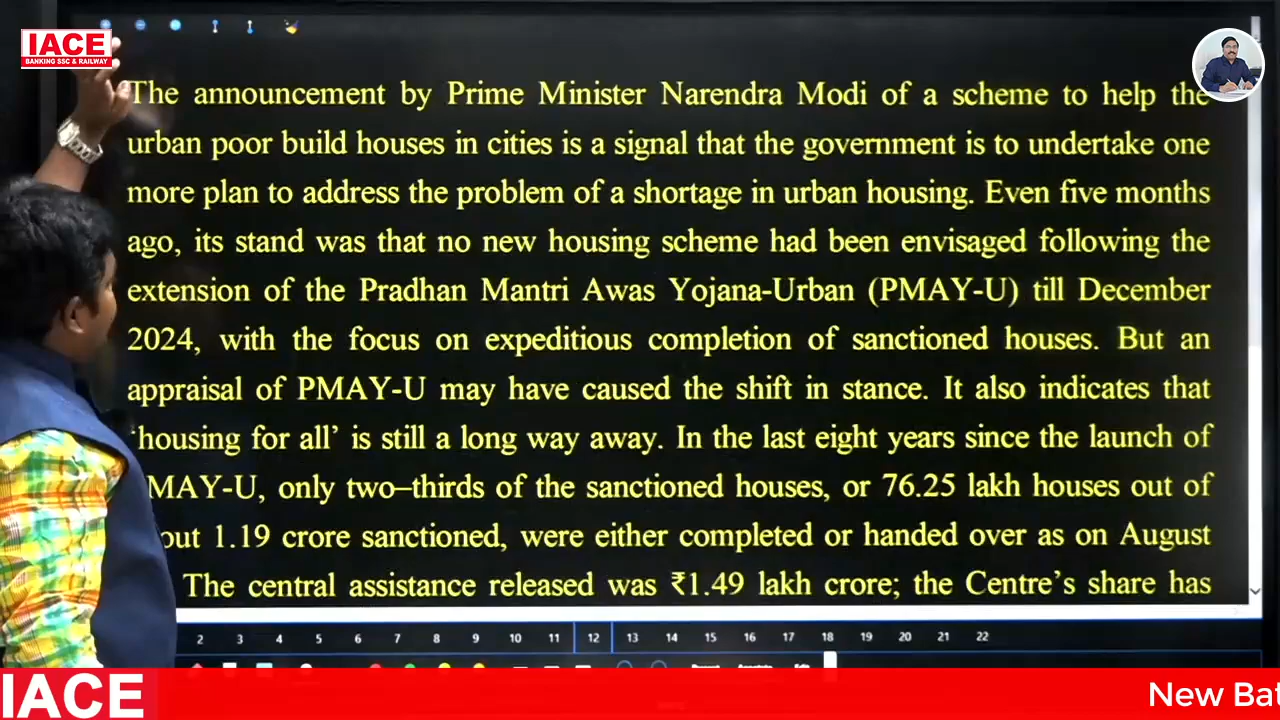 IACE
BANKING SSC & RAILWAY
The announcement by Prime Minister Narendra Modi of a scheme to help the
urban poor build houses in cities is a signal that the government is to undertake one
more plan to address the problem of a shortage in urban housing. Even five months
ago, its stand was that no new housing scheme had been envisaged following the
extension of the Pradhan Mantri Awas Yojana-Urban (PMAY-U) till December
2024, with the focus on expeditious completion of sanctioned houses. But an
appraisal of PMAY-U may have caused the shift in stance. It also indicates that
‘housing for all’ is still a long way away. In the last eight years since the launch of
MAY-U, only two–thirds of the sanctioned houses, or 76.25 lakh houses out of
out 1.19 crore sanctioned, were either completed or handed over as on August
The central assistance released was ₹1.49 lakh crore; the Centre’s share has
2 3 4 5 6 7 8 9 10 11 12 13 14 15 16 17 18 19 20 21 22
IACE
New Bat